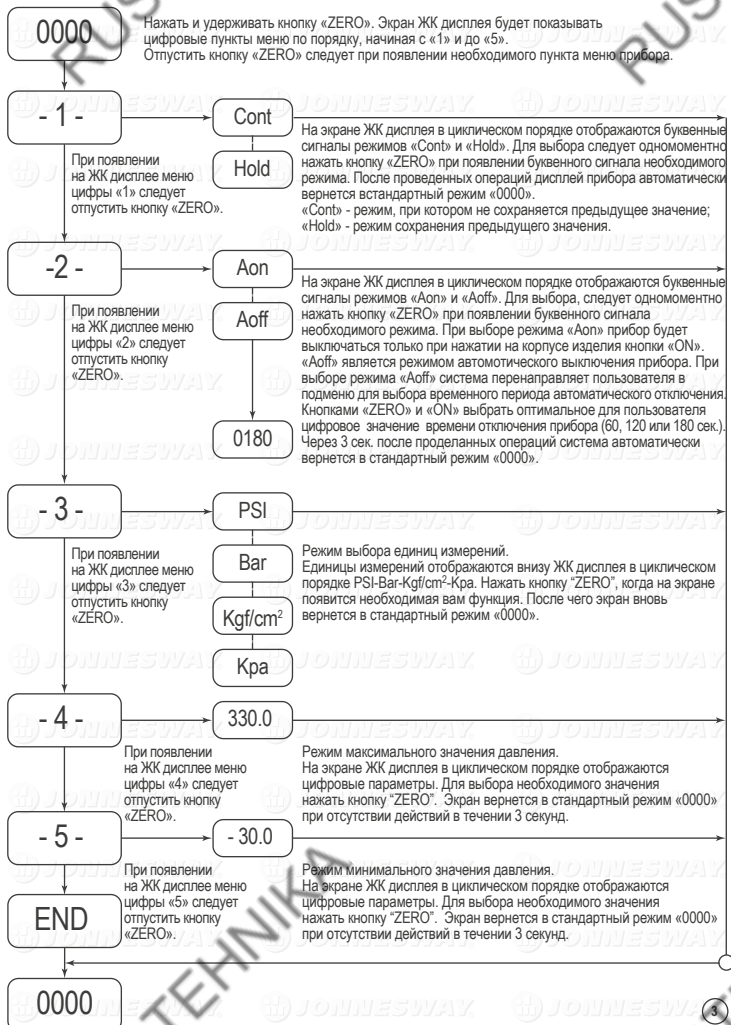 0000
Нажать и удерживать кнопку «ZERO». Экран ЖК дисплея будет показывать
цифровые пункты меню по порядку, начиная с «1» и до «5».
Отпустить кнопку «ZERO» следует при появлении необходимого пункта меню прибора.
- 1 -
При появлении
на ЖК дисплее меню
цифры «1» следует
отпустить кнопку «ZERO».
Cont
Hold
На экране ЖК дисплея в циклическом порядке отображаются буквенные
сигналы режимов «Cont» и «Hold». Для выбора следует одномоментно
нажать кнопку «ZERO» при появлении буквенного сигнала необходимого
режима. После проведенных операций дисплей прибора автоматически
вернется встандартный режим «0000».
«Cont» - режим, при котором не сохраняется предыдущее значение;
«Hold» - режим сохранения предыдущего значения.
-2 -
При появлении
на ЖК дисплее меню
цифры «2» следует
отпустить кнопку
«ZERO».
Aon
Aoff
0180
На экране ЖК дисплея в циклическом порядке отображаются буквенные
сигналы режимов «Aon» и «Aoff». Для выбора, следует одномоментно
нажать кнопку «ZERO» при появлении буквенного сигнала
необходимого режима. При выборе режима «Aon» прибор будет
выключаться только при нажатии на корпусе изделия кнопки «ON».
«Aoff» является режимом автомотического выключения прибора. При
выборе режима «Aoff» система перенаправляет пользователя в
подменю для выбора временного периода автоматического отключения.
Кнопками «ZERO» и «ON» выбрать оптимальное для пользователя
цифровое значение времени отключения прибора (60, 120 или 180 сек.).
Через 3 сек. после проделанных операций система автоматически
вернется в стандартный режим «0000».
- 3 -
При появлении
на ЖК дисплее меню
цифры «3» следует
отпустить кнопку
«ZERO».
PSI
Bar
Kgf/cm²
Kpa
Режим выбора единиц измерений.
Единицы измерений отображаются внизу ЖК дисплея в циклическом
порядке PSI-Bar-Kgf/cm²-Kpa. Нажать кнопку “ZERO”, когда на экране
появится необходимая вам функция. После чего экран вновь
вернется в стандартный режим «0000».
- 4 -
При появлении
на ЖК дисплее меню
цифры «4» следует
отпустить кнопку
«ZERO».
330.0
Режим максимального значения давления.
На экране ЖК дисплея в циклическом порядке отображаются
цифровые параметры. Для выбора необходимого значения
нажать кнопку “ZERO”. Экран вернется в стандартный режим «0000»
при отсутствии действий в течении 3 секунд.
- 5 -
При появлении
на ЖК дисплее меню
цифры «5» следует
отпустить кнопку
«ZERO».
- 30.0
Режим минимального значения давления.
На экране ЖК дисплея в циклическом порядке отображаются
цифровые параметры. Для выбора необходимого значения
нажать кнопку “ZERO”. Экран вернется в стандартный режим «0000»
при отсутствии действий в течении 3 секунд.
END
0000
3